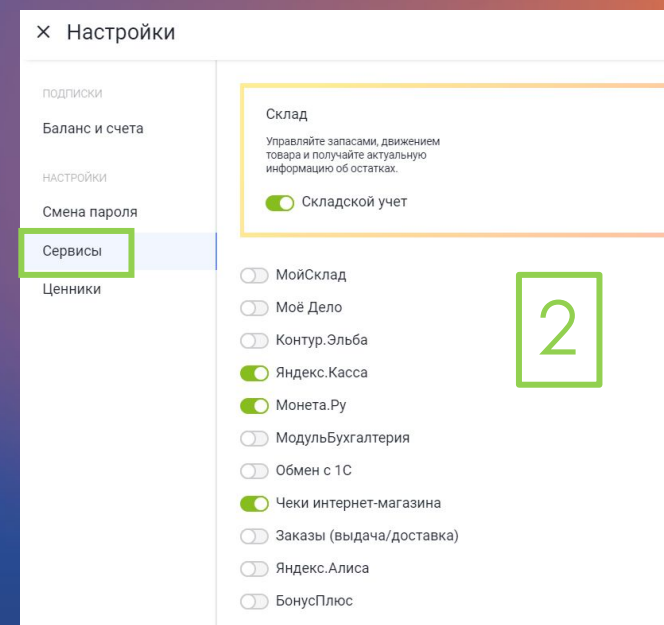 × Настройки
ПОДПИСКИ
Баланс и счета
НАСТРОЙКИ
Смена пароля
Сервисы
Ценники
Склад
Управляйте запасами, движением
товара и получайте актуальную
информацию об остатках.
Складской учет
МойСклад
Моё Дело
Контур.Эльба
Яндекс.Касса
Монета.Ру
МодульБухгалтерия
Обмен с 1С
Чеки интернет-магазина
Заказы (выдача/доставка)
Яндекс.Алиса
БонусПлюс
2